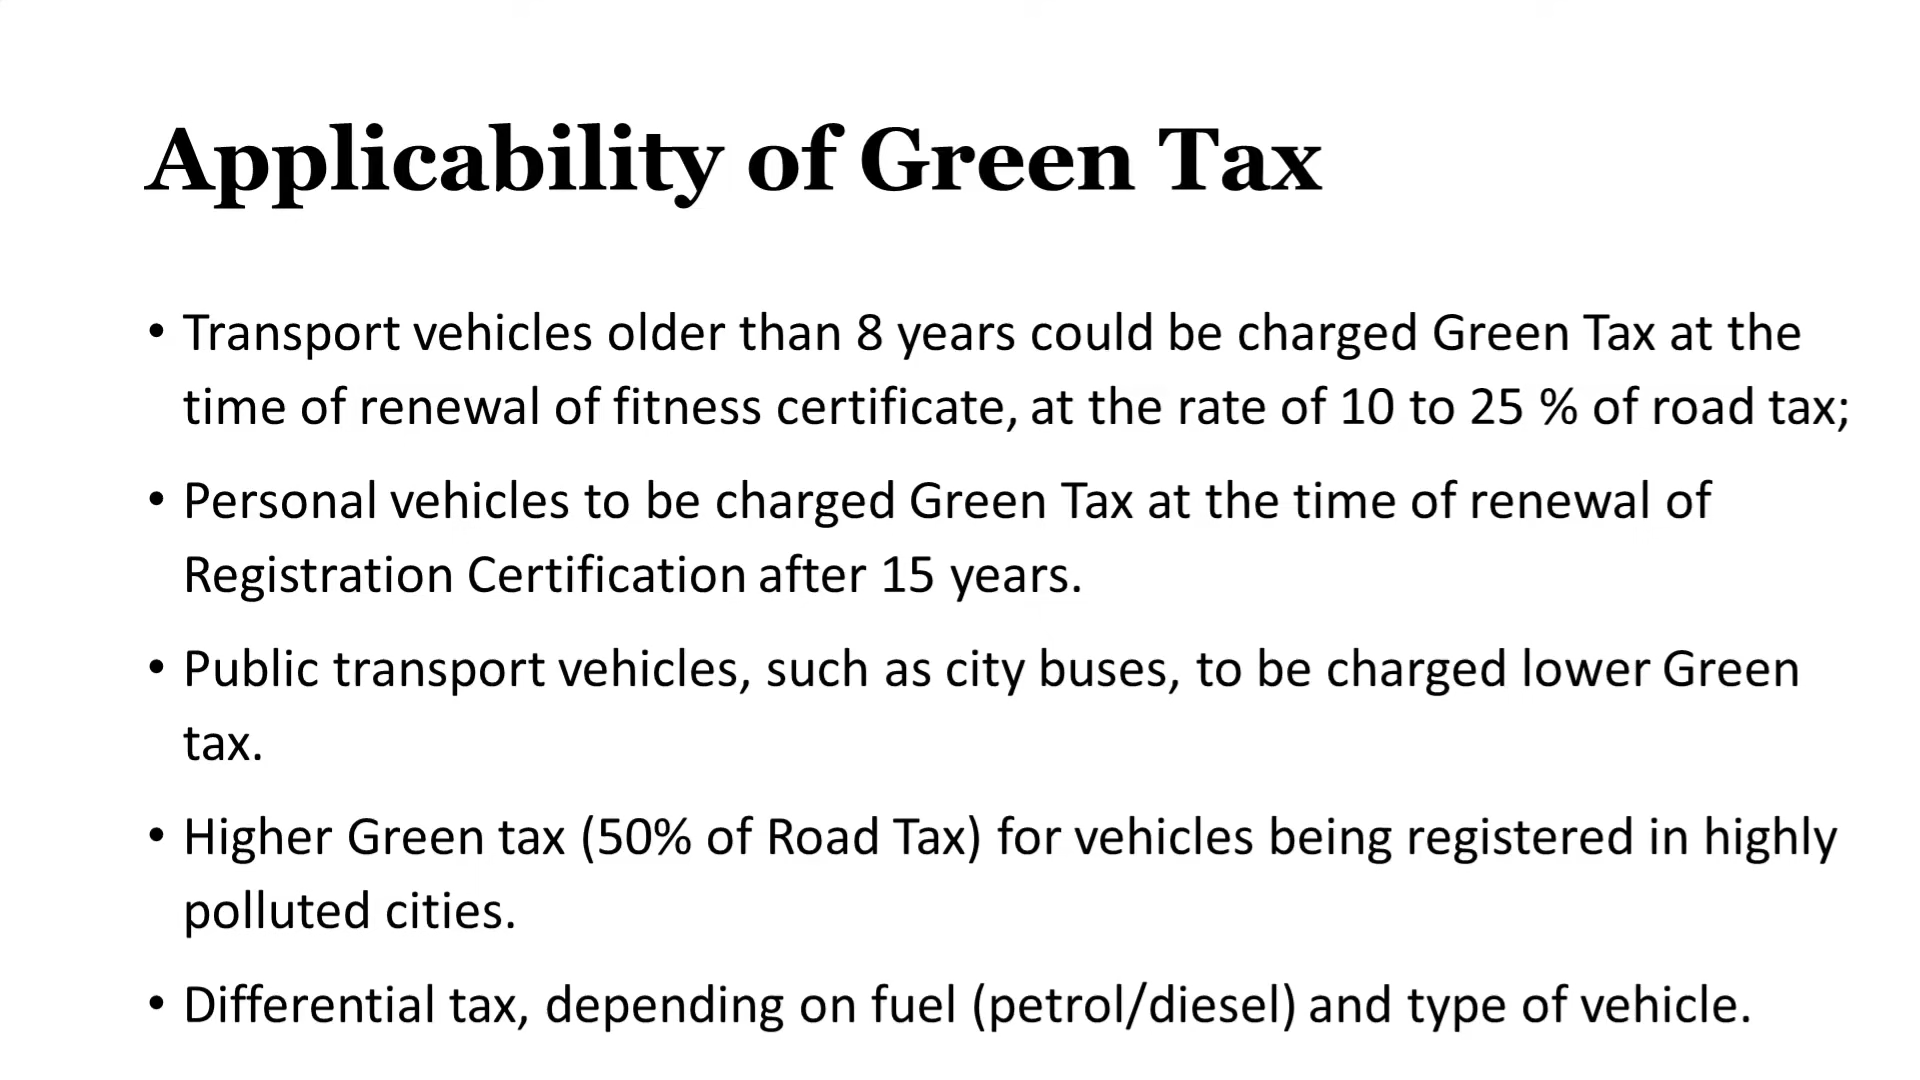 Applicability of Green Tax
• Transport vehicles older than 8 years could be charged Green Tax at the
time of renewal of fitness certificate, at the rate of 10 to 25 % of road tax;
• Personal vehicles to be charged Green Tax at the time of renewal of
Registration Certification after 15 years.
• Public transport vehicles, such as city buses, to be charged lower Green
tax.
• Higher Green tax (50% of Road Tax) for vehicles being registered in highly
polluted cities.
• Differential tax, depending on fuel (petrol/diesel) and type of vehicle.